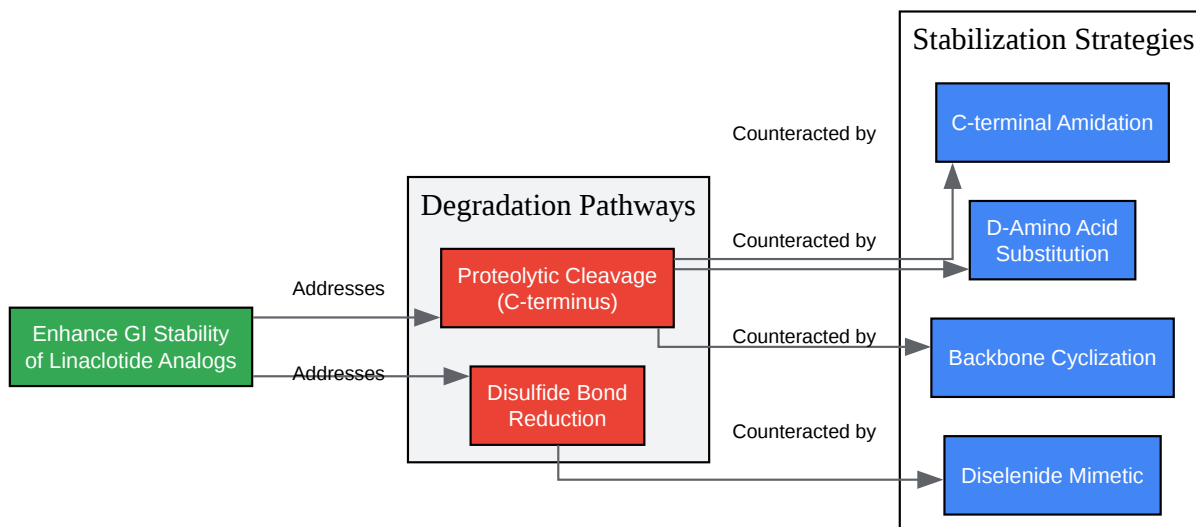 Stabilization Strategies
C-terminal Amidation
Counteracted by
Degradation Pathways
D-Amino Acid
Substitution
Counteracted by
Proteolytic Cleavage
(C-terminus)
Addresses
Enhance GI Stability
of Linaclotide Analogs
Counteracted by
Backbone Cyclization
Addresses
Disulfide Bond
Reduction
Counteracted by
Diselenide Mimetic